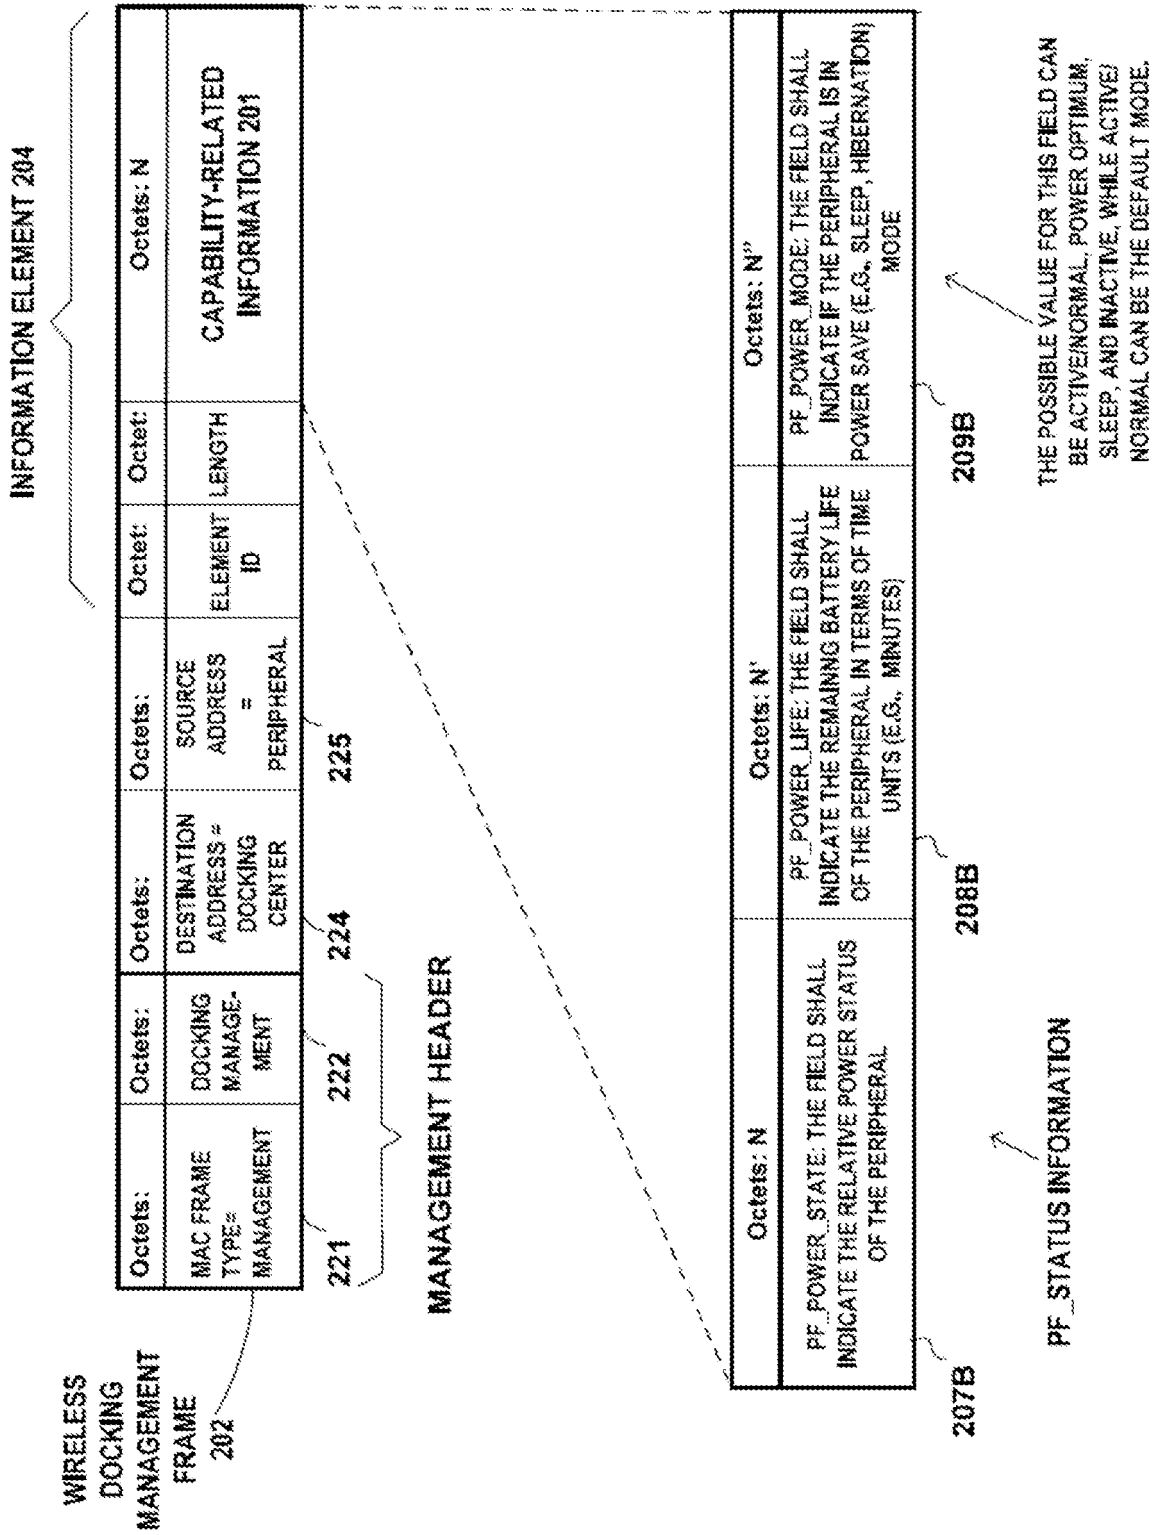 INFORMATION ELEMENT 204
WIRELESS
DOCKING
MANAGEMENT
FRAME
202
Octets:
Octets:
Octets:
Octets:
Octet:
Octet:
Octets: N
MAC FRAME
TYPE=
MANAGEMENT
DOCKING
MANAGE-
MENT
DESTINATION
ADDRESS =
DOCKING
CENTER
SOURCE
ADDRESS
=
PERIPHERAL
ELEMENT
ID
LENGTH
CAPABILITY-RELATED
INFORMATION 201
221
222
224
225
MANAGEMENT HEADER
Octets: N
Octets: N'
Octets: N"
PF_POWER_STATE: THE FIELD SHALL
INDICATE THE RELATIVE POWER STATUS
OF THE PERIPHERAL
PF_POWER_LIFE: THE FIELD SHALL
INDICATE THE REMAINNG BATTERY LIFE
OF THE PERIPHERAL IN TERMS OF TIME
UNITS (E.G., MINUTES)
PF_POWER_MODE: THE FIELD SHALL
INDICATE IF THE PERIPHERAL IS IN
POWER SAVE (E.G., SLEEP, HIBERNATION)
MODE
207B
208B
209B
PF_STATUS INFORMATION
THE POSSIBLE VALUE FOR THIS FIELD CAN
BE ACTIVE/NORMAL, POWER OPTIMUM,
SLEEP, AND INACTIVE, WHILE ACTIVE/
NORMAL CAN BE THE DEFAULT MODE.